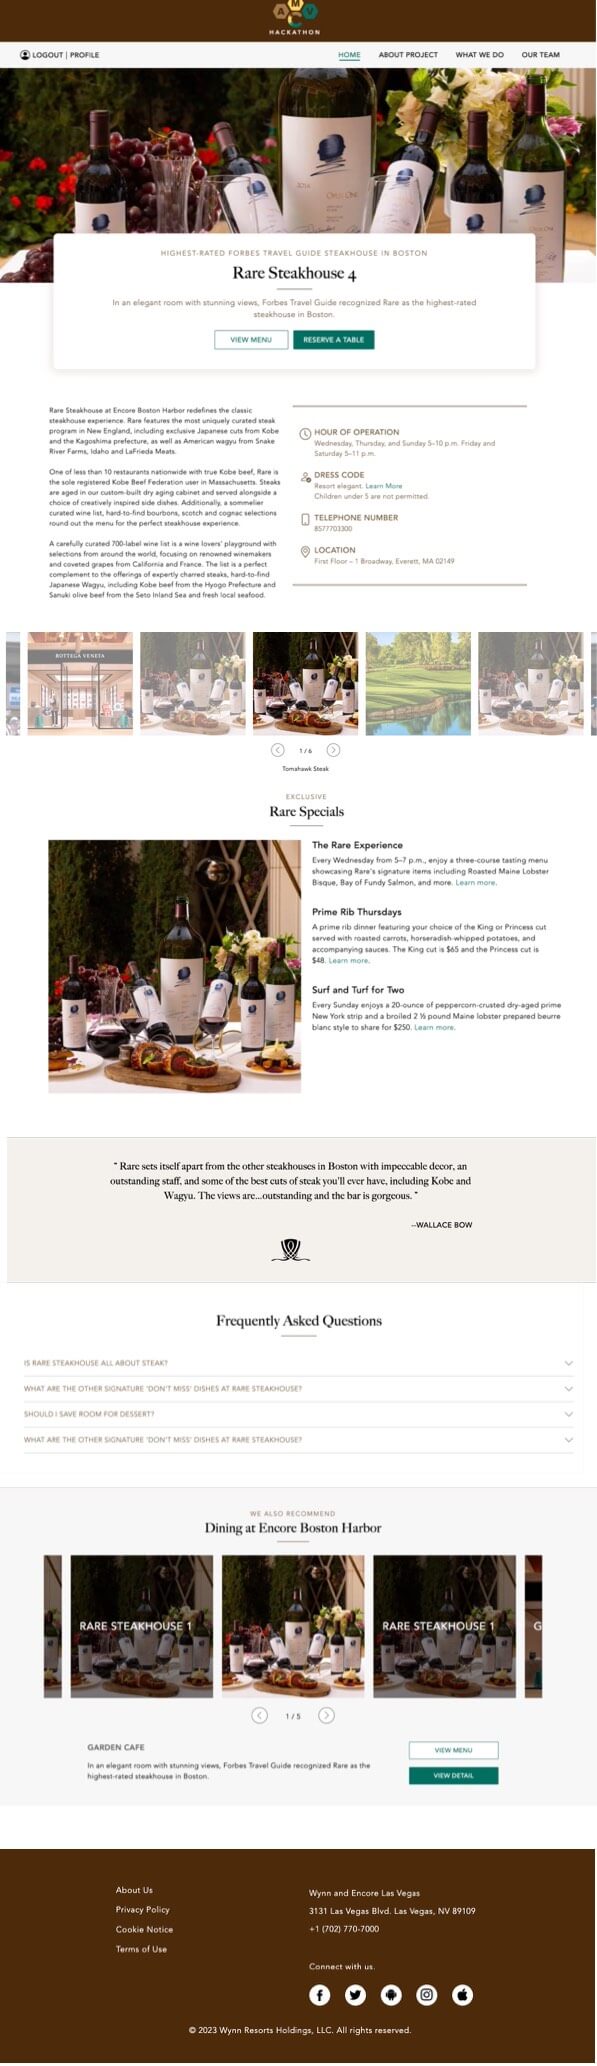 AMV
HACKATHON
LOGOUT | PROFILE
HOME
ABOUT PROJECT
WHAT WE DO
OUR TEAM
2014
OPUS ONE
HIGHEST-RATED FORBES TRAVEL GUIDE STEAKHOUSE IN BOSTON
Rare Steakhouse 4
In an elegant room with stunning views, Forbes Travel Guide recognized Rare as the highest-rated
steakhouse in Boston.
VIEW MENU
RESERVE A TABLE
Rare Steakhouse at Encore Boston Harbor redefines the classic
steakhouse experience. Rare features the most uniquely curated steak
program in New England, including exclusive Japanese cuts from Kobe
and the Kagoshima prefecture, as well as American wagyu from Snake
River Farms, Idaho and LaFrieda Meats.
One of less than 10 restaurants nationwide with true Kobe beef, Rare is
the sole registered Kobe Beef Federation user in Massachusetts. Steaks
are aged in our custom-built dry aging cabinet and served alongside a
choice of creatively inspired side dishes. Additionally, a sommelier
curated wine list, hard-to-find bourbons, scotch and cognac selections
round out the menu for the perfect steakhouse experience.
A carefully curated 700-label wine list is a wine lovers' playground with
selections from around the world, focusing on renowned winemakers
and coveted grapes from California and France. The list is a perfect
complement to the offerings of expertly charred steaks, hard-to-find
Japanese Wagyu, including Kobe beef from the Hyogo Prefecture and
Sanuki olive beef from the Seto Inland Sea and fresh local seafood.
HOUR OF OPERATION
Wednesday, Thursday, and Sunday 5–10 p.m. Friday and
Saturday 5–11 p.m.
DRESS CODE
Resort elegant. Learn More
Children under 5 are not permitted.
TELEPHONE NUMBER
8577703300
LOCATION
First Floor – 1 Broadway, Everett, MA 02149
BOTTEGA VENETA
1 / 6
Tomahawk Steak
EXCLUSIVE
Rare Specials
The Rare Experience
Every Wednesday from 5–7 p.m., enjoy a three-course tasting menu
showcasing Rare's signature items including Roasted Maine Lobster
Bisque, Bay of Fundy Salmon, and more. Learn more.
Prime Rib Thursdays
A prime rib dinner featuring your choice of the King or Princess cut
served with roasted carrots, horseradish-whipped potatoes, and
accompanying sauces. The King cut is $65 and the Princess cut is
$48. Learn more.
Surf and Turf for Two
Every Sunday enjoys a 20-ounce of peppercorn-crusted dry-aged prime
New York strip and a broiled 2 ½ pound Maine lobster prepared beurre
blanc style to share for $250. Learn more.
" Rare sets itself apart from the other steakhouses in Boston with impeccable decor, an
outstanding staff, and some of the best cuts of steak you'll ever have, including Kobe and
Wagyu. The views are...outstanding and the bar is gorgeous. "
--WALLACE BOW
Frequently Asked Questions
IS RARE STEAKHOUSE ALL ABOUT STEAK?
WHAT ARE THE OTHER SIGNATURE 'DON'T MISS' DISHES AT RARE STEAKHOUSE?
SHOULD I SAVE ROOM FOR DESSERT?
WHAT ARE THE OTHER SIGNATURE 'DON'T MISS' DISHES AT RARE STEAKHOUSE?
WE ALSO RECOMMEND
Dining at Encore Boston Harbor
RARE STEAKHOUSE 1
RARE STEAKHOUSE 1
G
1 / 5
GARDEN CAFE
In an elegant room with stunning views, Forbes Travel Guide recognized Rare as the
highest-rated steakhouse in Boston.
VIEW MENU
VIEW DETAIL
About Us
Privacy Policy
Cookie Notice
Terms of Use
Wynn and Encore Las Vegas
3131 Las Vegas Blvd. Las Vegas, NV 89109
+1 (702) 770-7000
Connect with us.
© 2023 Wynn Resorts Holdings, LLC. All rights reserved.